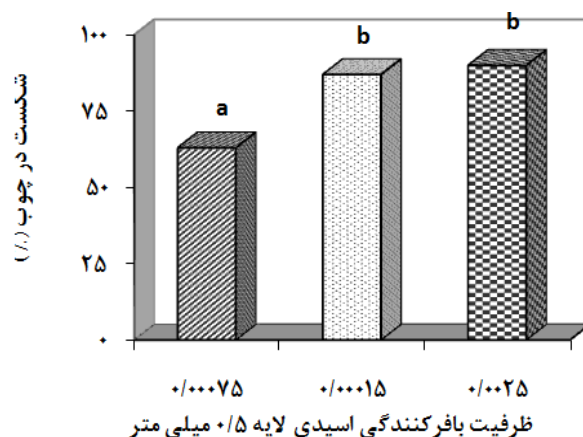 ۱۰۰
۷۵
۵۰
۲۵
۰
شکست در چوب (٪)
a
b
b
۰/۰۰۰۷۵
۰/۰۰۰۱۵
۰/۰۰۲۵
ظرفیت بافرکنندگی اسیدی لایه ۰/۵ میلی متر